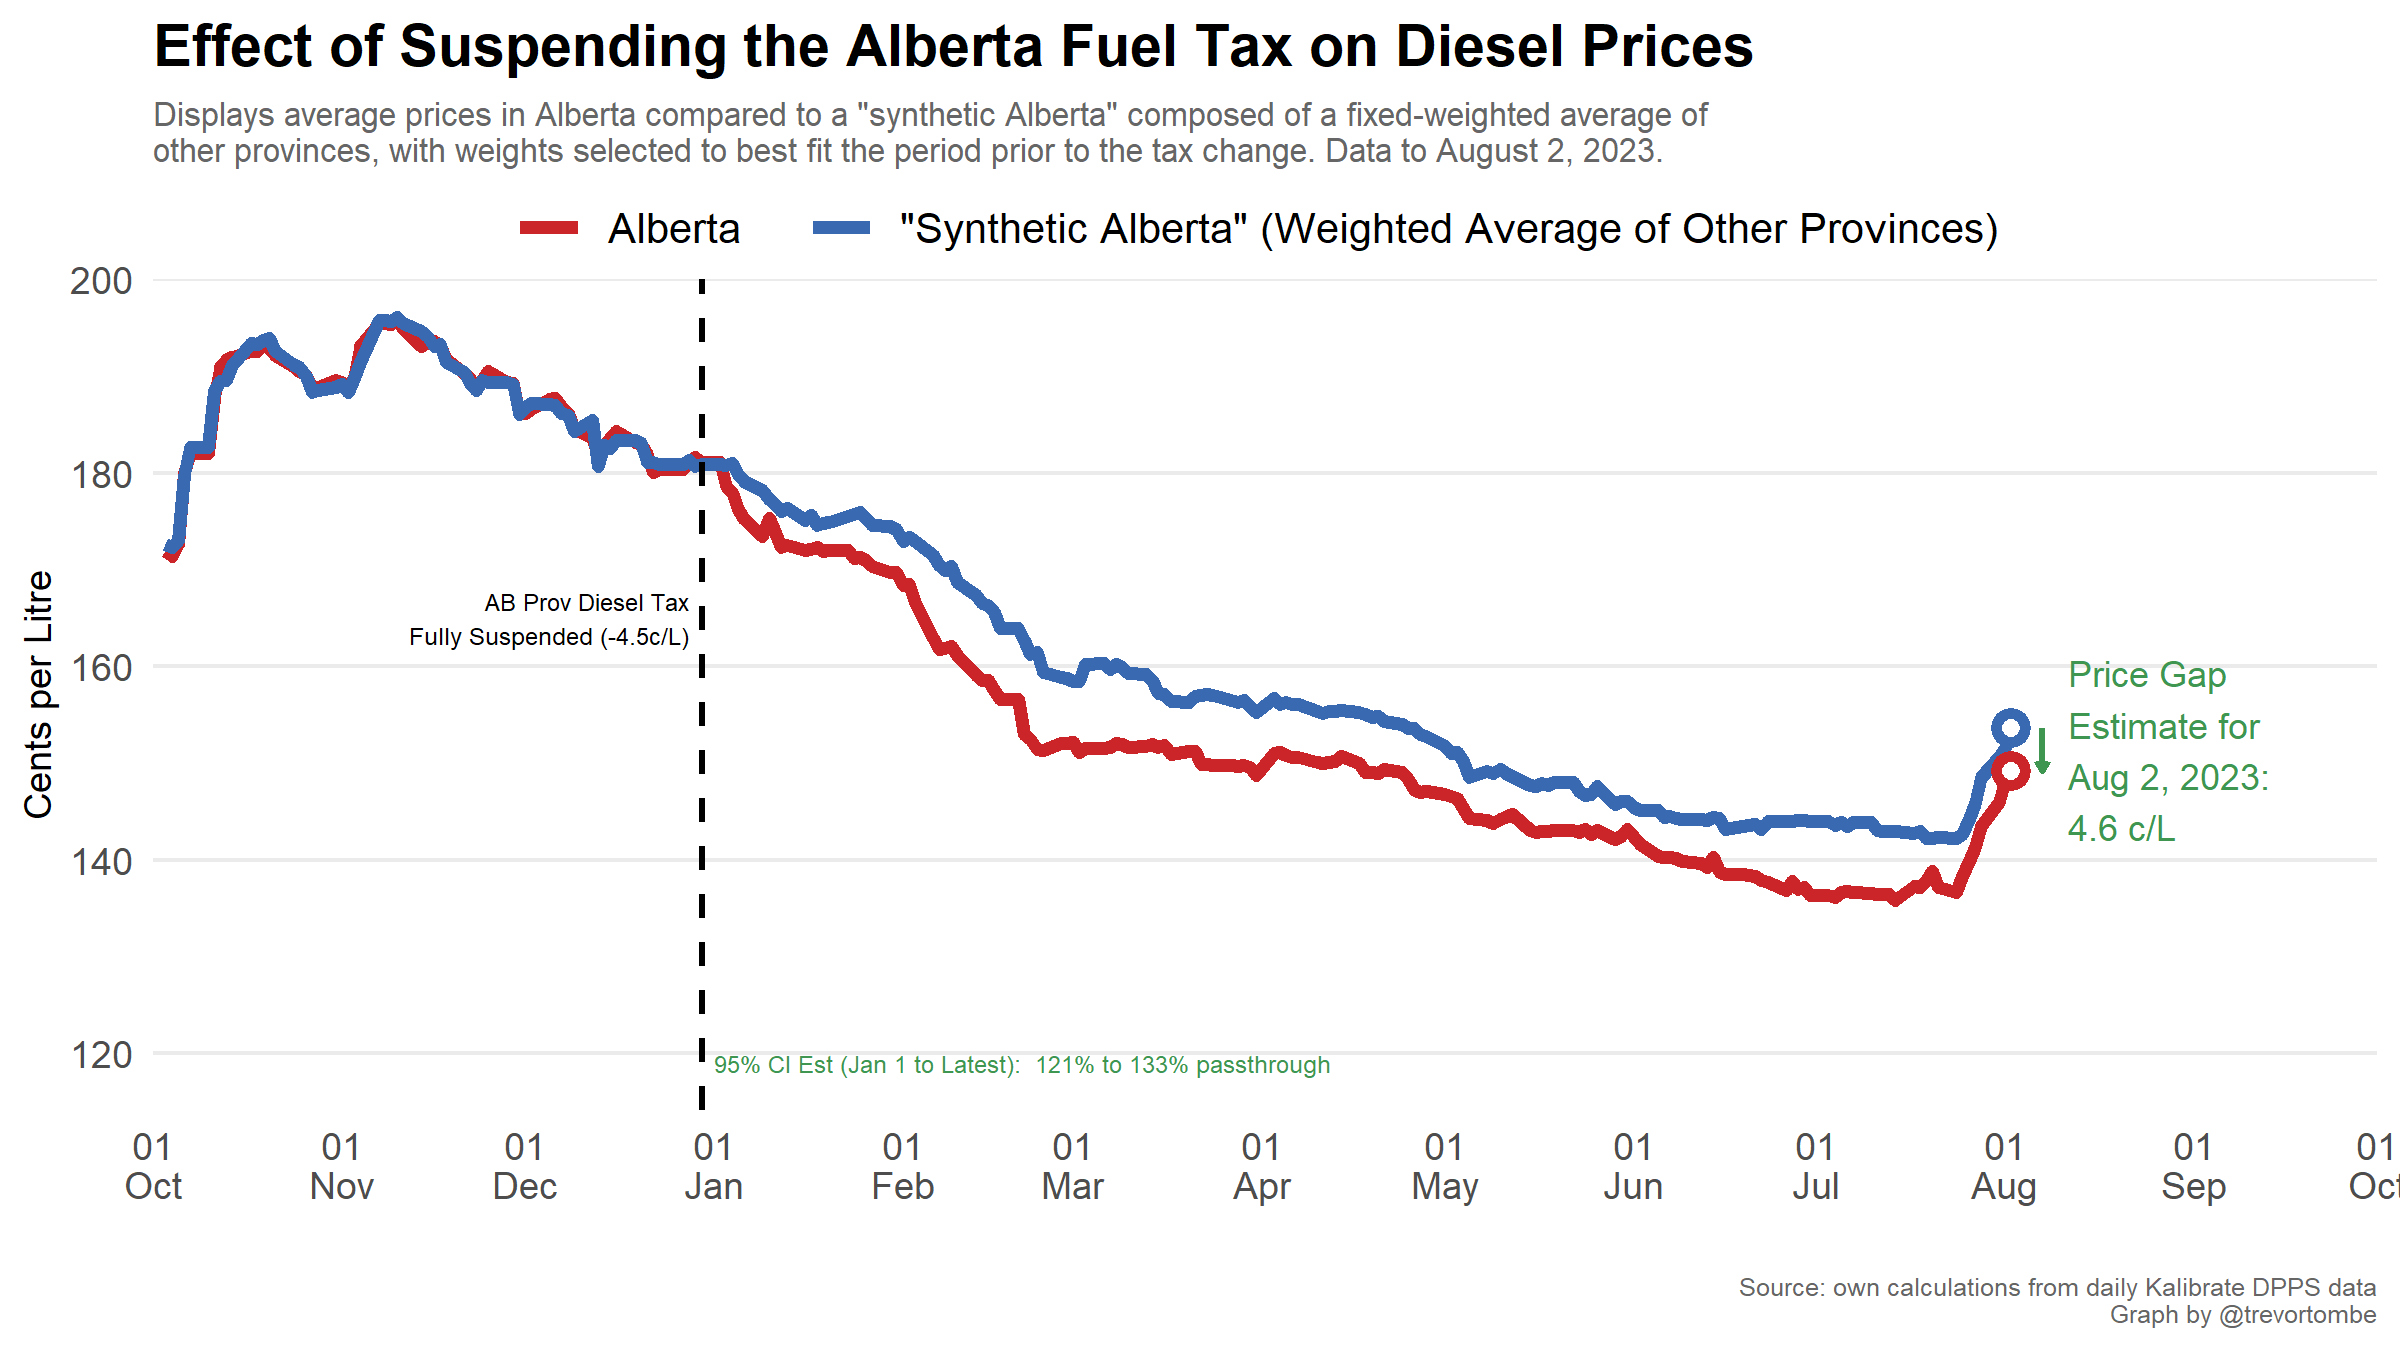 Effect of Suspending the Alberta Fuel Tax on Diesel Prices
Displays average prices in Alberta compared to a "synthetic Alberta" composed of a fixed-weighted average of
other provinces, with weights selected to best fit the period prior to the tax change. Data to August 2, 2023.
Alberta
"Synthetic Alberta" (Weighted Average of Other Provinces)
Cents per Litre
200
180
160
140
120
AB Prov Diesel Tax
Fully Suspended (-4.5c/L)
Price Gap
Estimate for
Aug 2, 2023:
4.6 c/L
95% CI Est (Jan 1 to Latest):  121% to 133% passthrough
01 01 01 01 01 01 01 01 01 01 01 01 01
Oct Nov Dec Jan Feb Mar Apr May Jun Jul Aug Sep Oct
Source: own calculations from daily Kalibrate DPPS data
Graph by @trevortombe